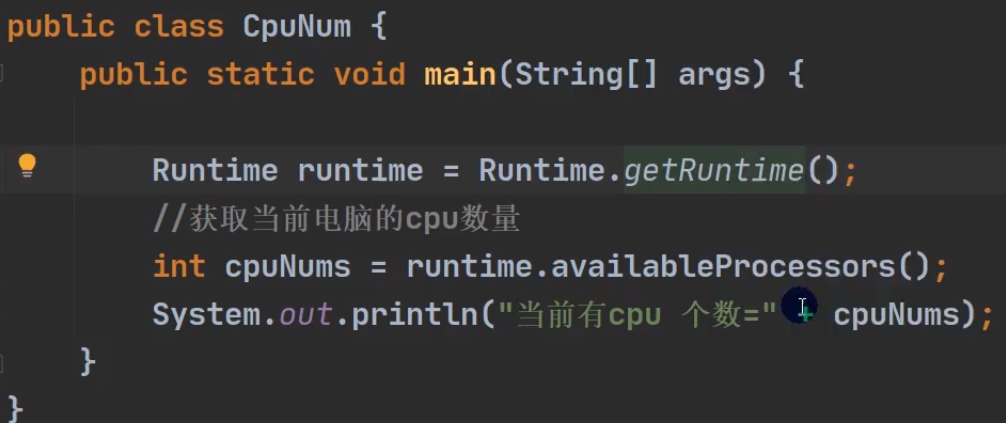 public class CpuNum {
public static void main(String[] args) {
Runtime runtime = Runtime.getRuntime();
//获取当前电脑的cpu数量
int cpuNums = runtime.availableProcessors();
System.out.println("当前有cpu 个数=" + cpuNums);
}
}